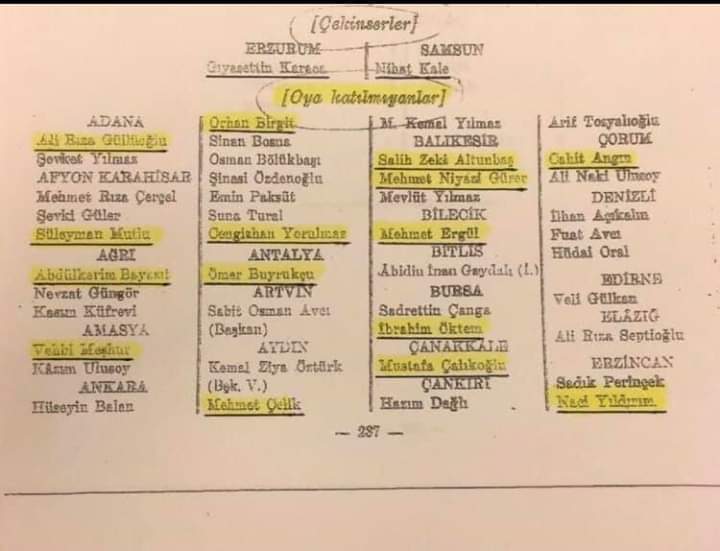 [Çekinserler]
ERZURUM
Gıyasettin Karaca
SAMSUN
Nihat Kale
[Oya katılmıyanlar]
ADANA
Ali Rıza Güllüoğlu
Şevket Yılmaz
AFYON KARAHİSAR
Mehmet Rıza Çerçel
Şevki Güler
Süleyman Mutlu
AĞRI
Abdülkerim Bayazıt
Nevzat Güngör
Kasım Küfrevi
AMASYA
Vehbi Meşhur
Kâzım Ulusoy
ANKARA
Hüseyin Balan
Orhan Birgit
Sinan Bosna
Osman Bölükbaşı
Şinasi Özdenoğlu
Emin Paksüt
Suna Tural
Cengizhan Yorulmaz
ANTALYA
Ömer Buyrukçu
ARTVİN
Sabit Osman Avcı
(Başkan)
AYDIN
Kemal Ziya Öztürk
(Bşk. V.)
Mehmet Çelik
M. Kemal Yılmaz
BALIKESİR
Salih Zeki Altunbaş
Mehmet Niyazi Gürer
Mevlüt Yılmaz
BİLECİK
Mehmet Ergül
BİTLİS
Abidin İnan Gaydalı (İ.)
BURSA
Sadrettin Çanga
İbrahim Öktem
ÇANAKKALE
Mustafa Çalıkoğlu
ÇANKIRI
Hazım Dağlı
Arif Tosyalıoğlu
ÇORUM
Cahit Angın
Ali Naki Ulusoy
DENİZLİ
İlhan Açıkalın
Fuat Avcı
Hüdai Oral
EDİRNE
Veli Gülkan
ELÂZIĞ
Ali Rıza Septioğlu
ERZİNCAN
Sadık Perinçek
Naci Yıldırım
— 287 —